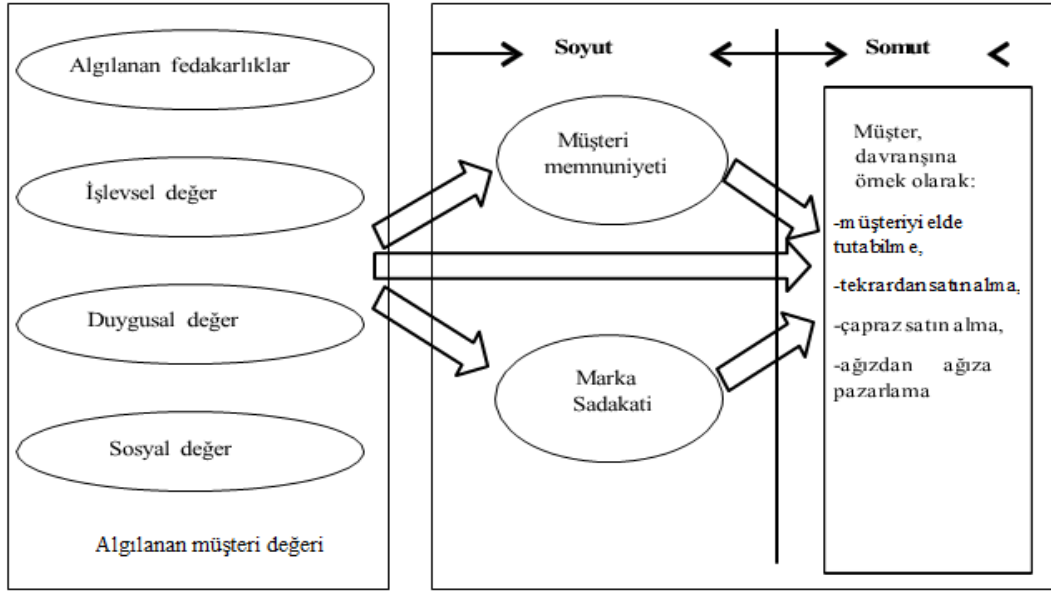 Algılanan fedakarlıklar
İşlevsel değer
Duygusal değer
Sosyal değer
Algılanan müşteri değeri
Soyut
Somut
Müşteri
memnuniyeti
Marka
Sadakati
Müşter,
davranşına
örnek olarak:
-müşteriyi elde
tutabilme,
-tekrardan satın alma,
-çapraz satın alma,
-ağızdan ağıza
pazarlama